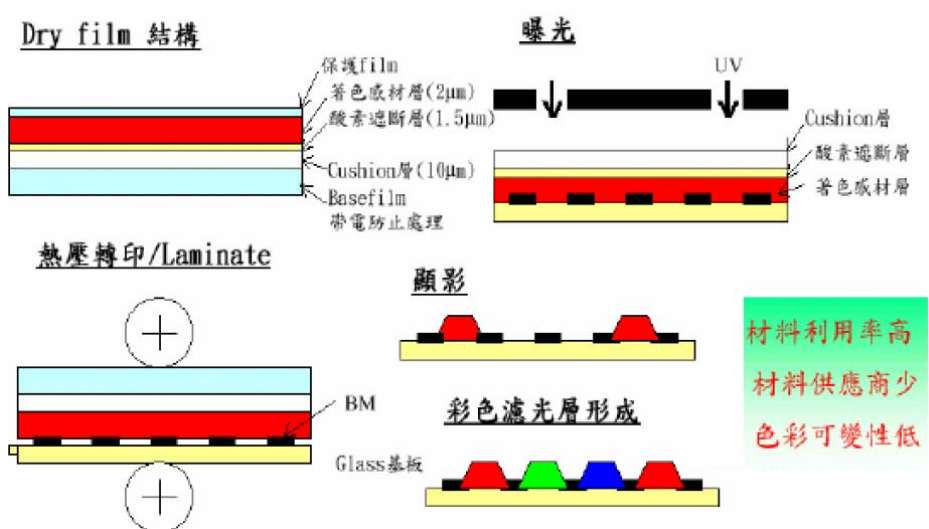 Dry film 結構
保護film
著色感材層(2μm)
酸素遮斷層(1.5μm)
Cushion層(10μm)
Basefilm
帶電防止處理
曝光
UV
Cushion層
酸素遮斷層
著色感材層
熱壓轉印/Laminate
BM
Glass基板
顯影
彩色濾光層形成
材料利用率高
材料供應商少
色彩可變性低